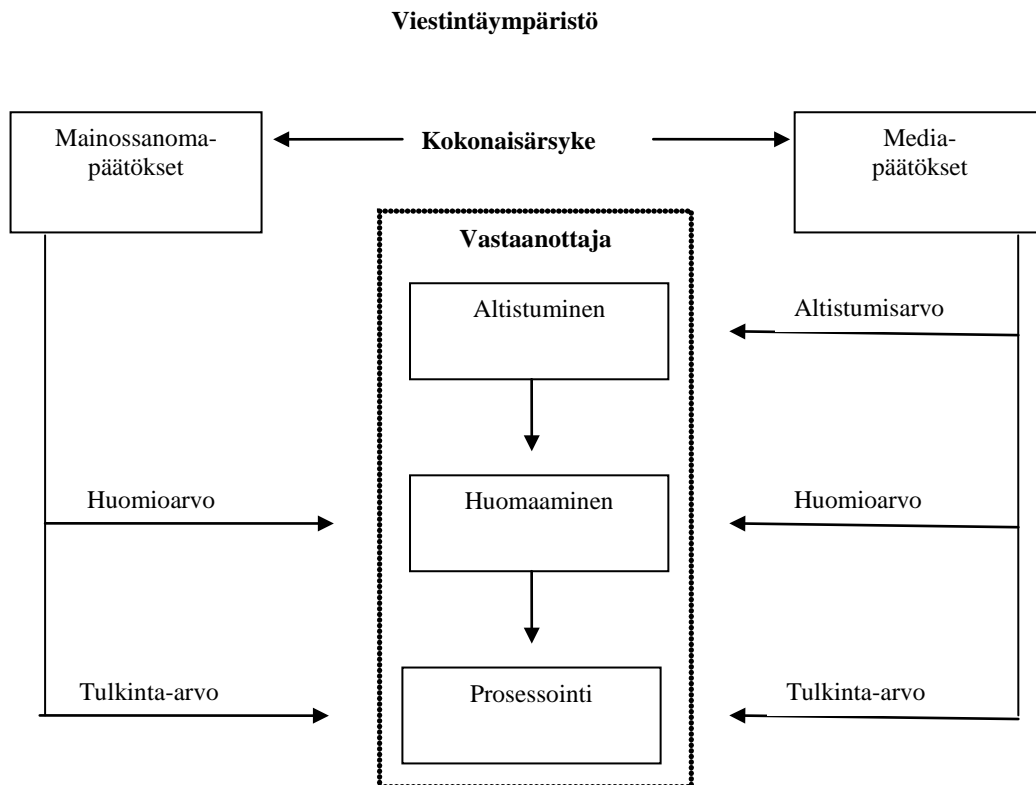 Viestintäympäristö
Mainossanoma-
päätökset
Kokonaisärsyke
Media-
päätökset
Vastaanottaja
Altistuminen
Altistumisarvo
Huomioarvo
Huomaaminen
Huomioarvo
Tulkinta-arvo
Prosessointi
Tulkinta-arvo